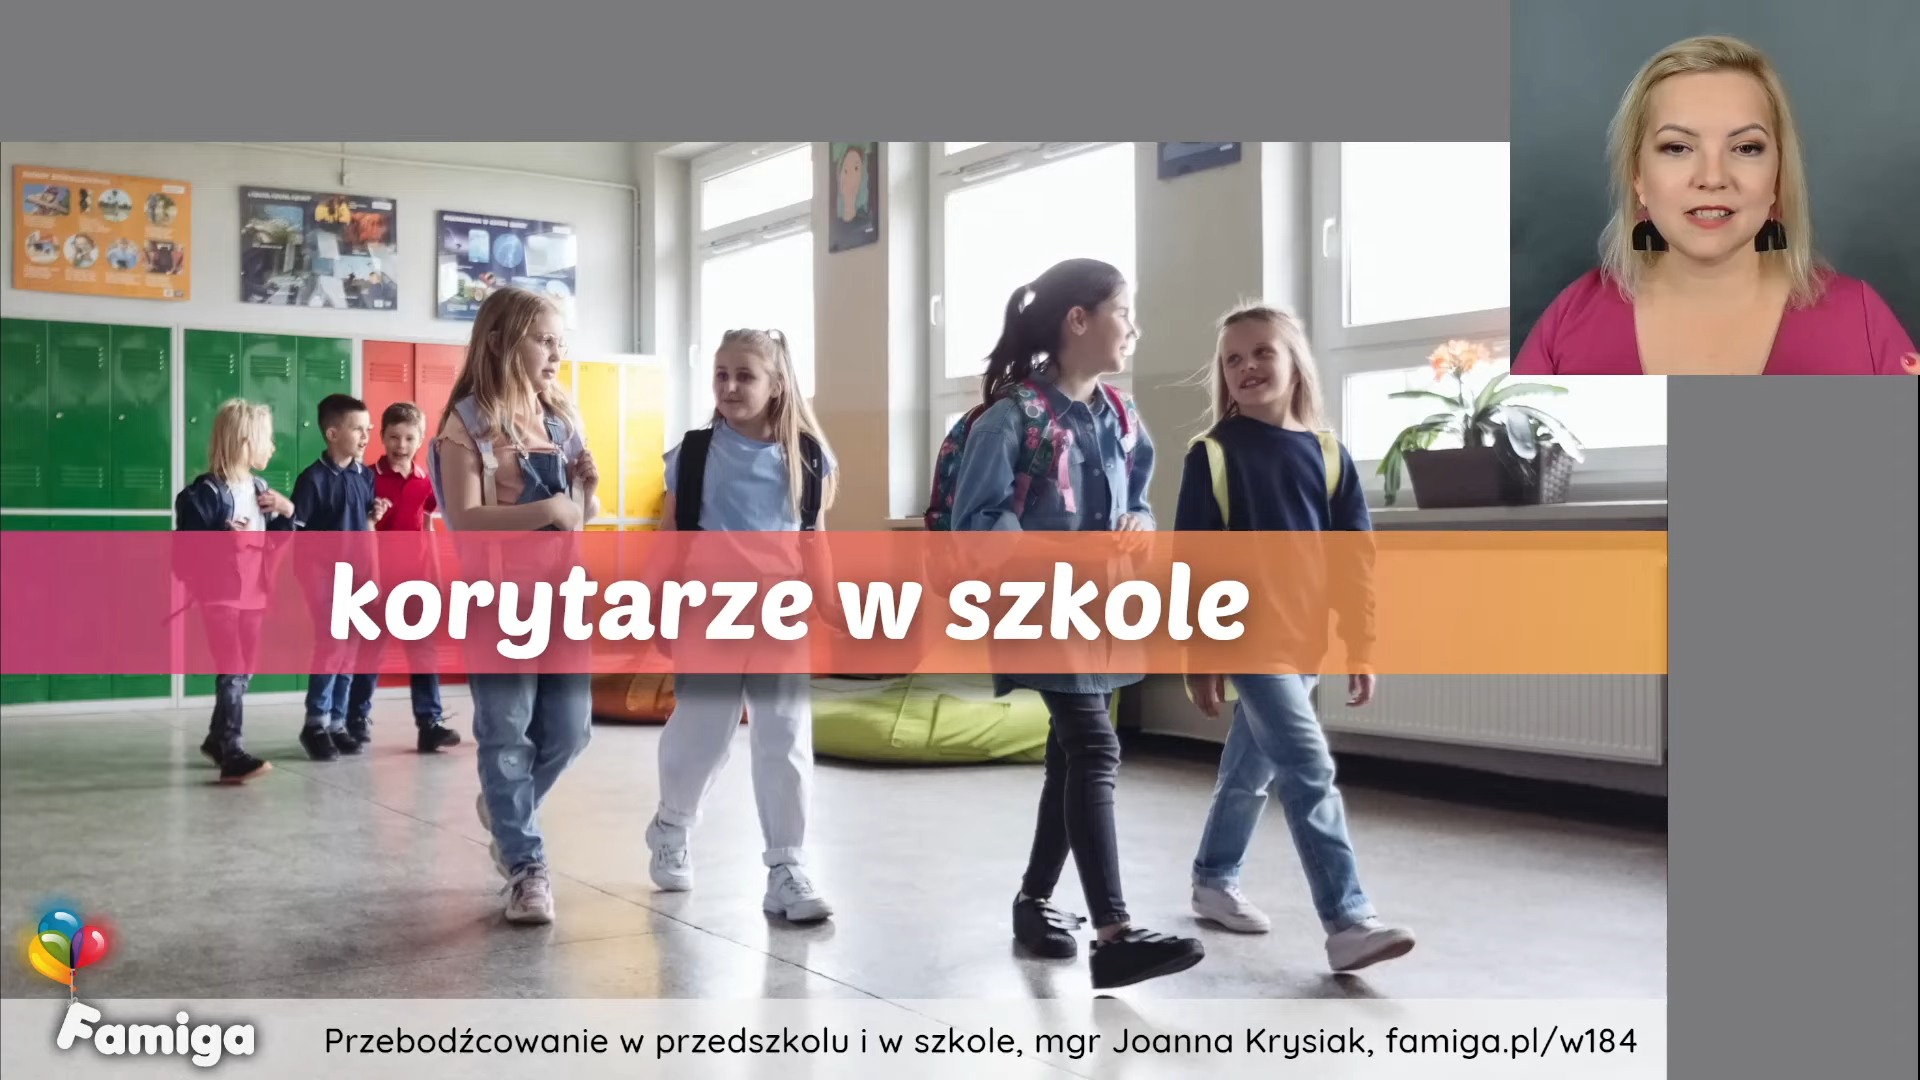 korytarze w szkole
Famiga
Przebodźcowanie w przedszkolu i w szkole, mgr Joanna Krysiak, famiga.pl/w184